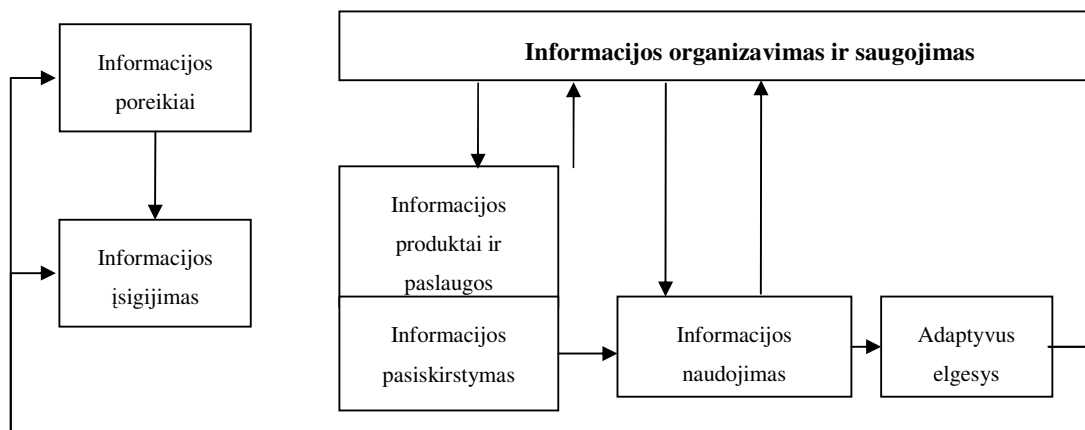 Informacijos
poreikiai
Informacijos organizavimas ir saugojimas
Informacijos
įsigijimas
Informacijos
produktai ir
paslaugos
Informacijos
pasiskirstymas
Informacijos
naudojimas
Adaptyvus
elgesys